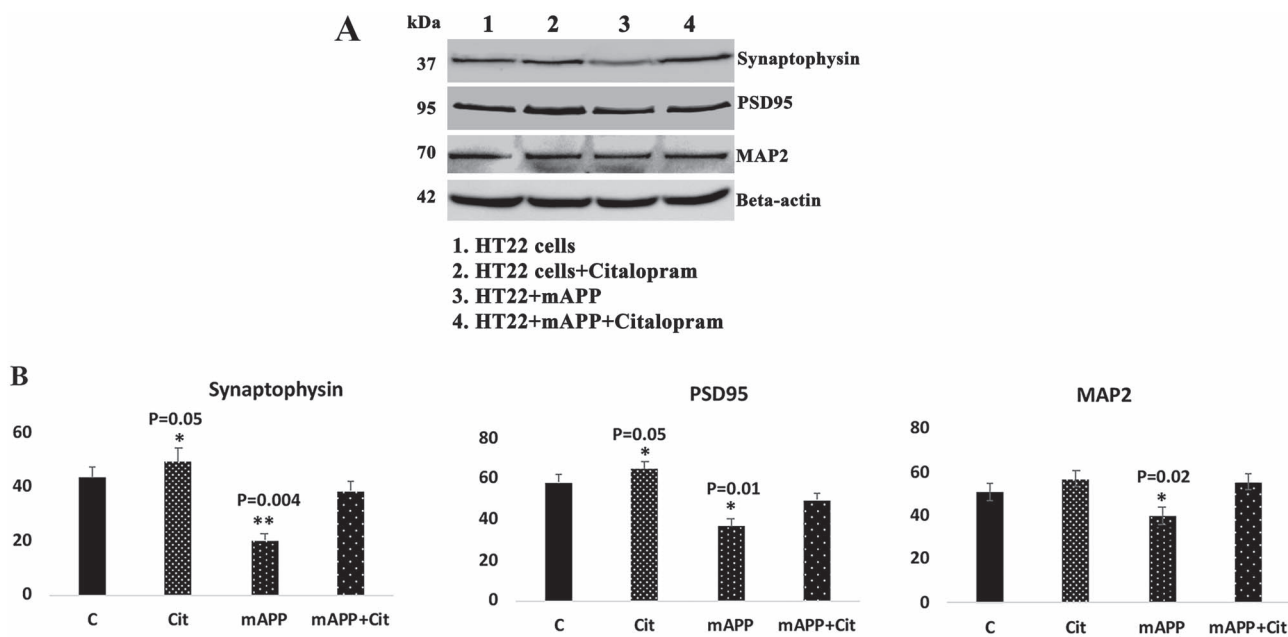 A
kDa 1 2 3 4
37 Synaptophysin
95 PSD95
70 MAP2
42 Beta-actin
1. HT22 cells
2. HT22 cells+Citalopram
3. HT22+mAPP
4. HT22+mAPP+Citalopram
B
Synaptophysin
60
40
20
0
P=0.05
*
P=0.004
**
C Cit mAPP mAPP+Cit
PSD95
80
60
40
20
0
P=0.05
*
P=0.01
*
C Cit mAPP mAPP+Cit
MAP2
80
60
40
20
0
P=0.02
*
C Cit mAPP mAPP+Cit